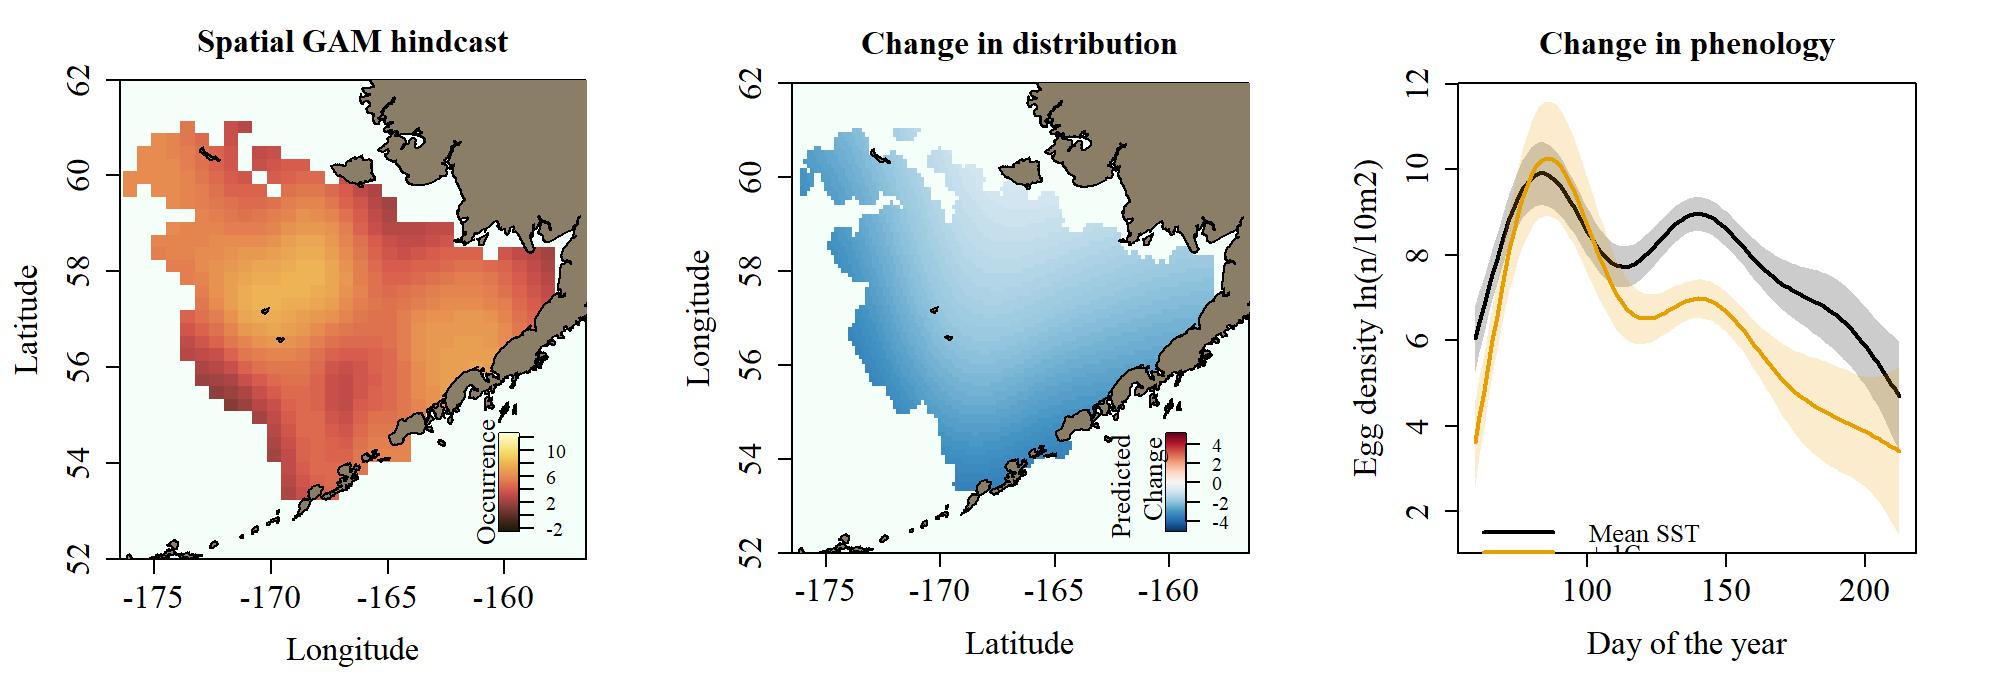 Spatial GAM hindcast
Latitude
62
60
58
56
54
52
-175 -170 -165 -160
Longitude
Occurrence
10
6
2
-2
Change in distribution
Longitude
62
60
58
56
54
52
-175 -170 -165 -160
Latitude
Predicted
Change
4
2
0
-2
-4
Change in phenology
Egg density ln(n/10m2)
12
10
8
6
4
2
100 150 200
Day of the year
Mean SST